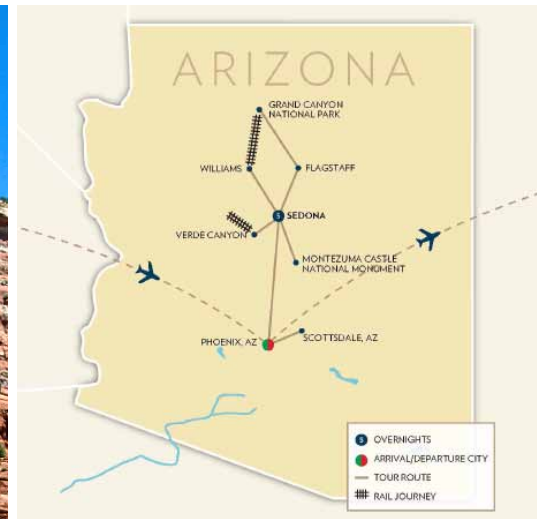 ARIZONA
GRAND CANYON
NATIONAL PARK
WILLIAMS
FLAGSTAFF
5 SEDONA
VERDE CANYON
MONTEZUMA CASTLE
NATIONAL MONUMENT
PHOENIX, AZ
SCOTTSDALE, AZ
5 OVERNIGHTS
ARRIVAL/DEPARTURE CITY
TOUR ROUTE
RAIL JOURNEY